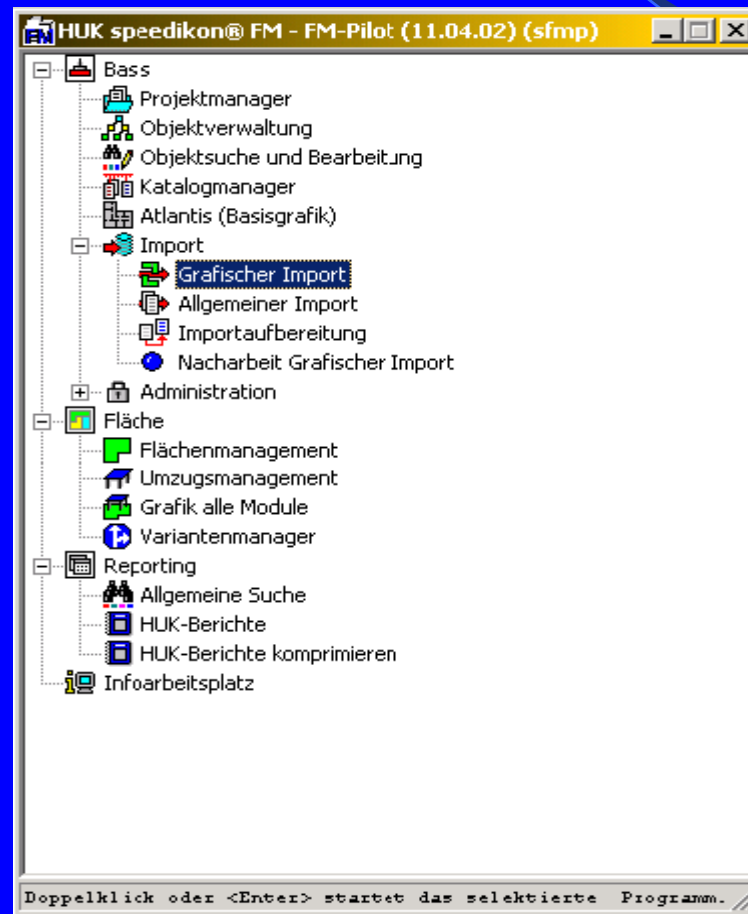 HUK speedikon® FM - FM-Pilot (11.04.02) (sfmp)
Bass
Projektmanager
Objektverwaltung
Objektsuche und Bearbeitung
Katalogmanager
Atlantis (Basisgrafik)
Import
Grafischer Import
Allgemeiner Import
Importaufbereitung
Nacharbeit Grafischer Import
Administration
Fläche
Flächenmanagement
Umzugsmanagement
Grafik alle Module
Variantenmanager
Reporting
Allgemeine Suche
HUK-Berichte
HUK-Berichte komprimieren
Infoarbeitsplatz
Doppelklick oder <Enter> startet das selektierte Programm.